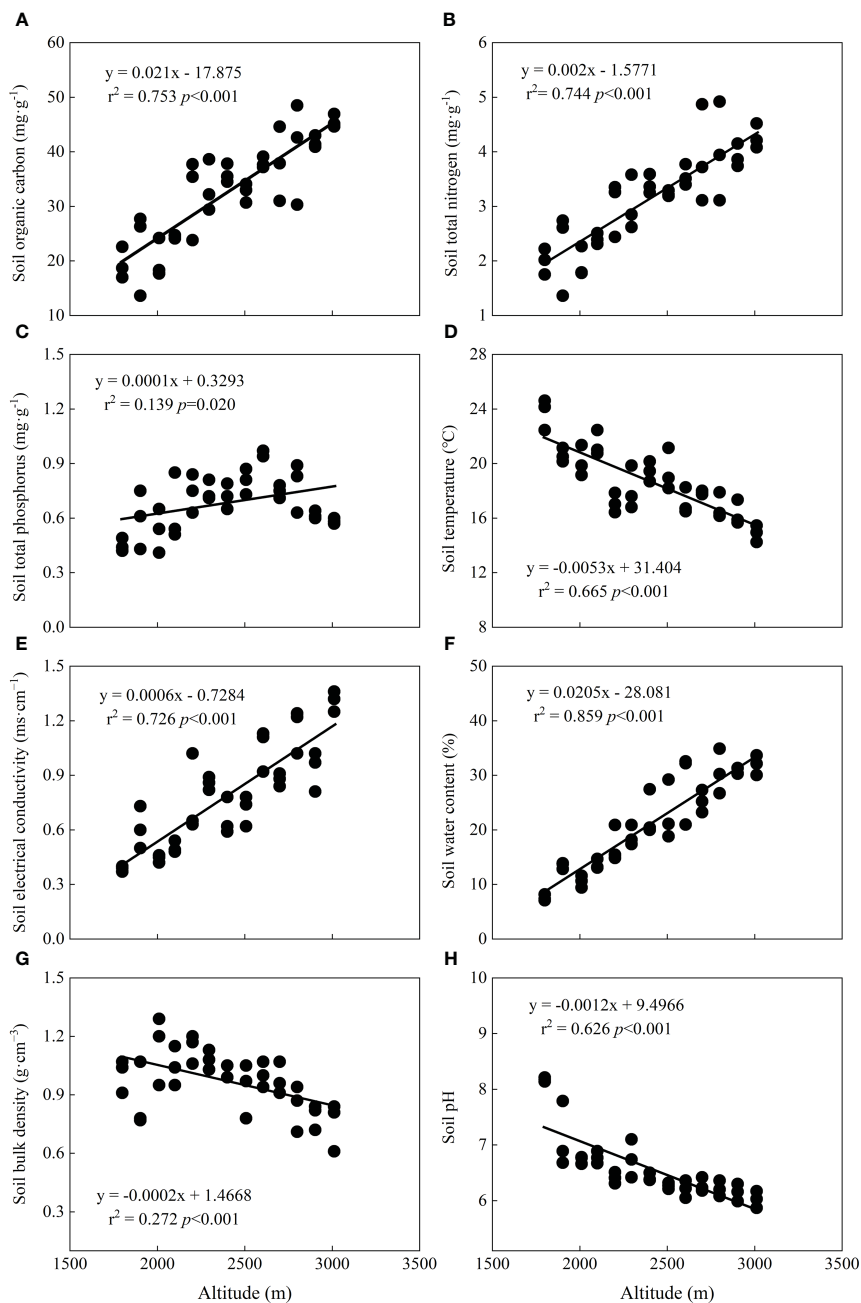 A
B
60
50
40
30
20
10
Soil organic carbon (mg·g⁻¹)
y = 0.021x - 17.875
r² = 0.753 p<0.001
6
5
4
3
2
1
Soil total nitrogen (mg·g⁻¹)
y = 0.002x - 1.5771
r²= 0.744 p<0.001
C
D
1.5
1.2
0.9
0.6
0.3
0.0
Soil total phosphorus (mg·g⁻¹)
y = 0.0001x + 0.3293
r² = 0.139 p=0.020
28
24
20
16
12
8
Soil temperature (°C)
y = -0.0053x + 31.404
r² = 0.665 p<0.001
E
F
1.5
1.2
0.9
0.6
0.3
0.0
Soil electrical conductivity (ms·cm⁻¹)
y = 0.0006x - 0.7284
r² = 0.726 p<0.001
50
40
30
20
10
0
Soil water content (%)
y = 0.0205x - 28.081
r² = 0.859 p<0.001
G
H
1.5
1.2
0.9
0.6
0.3
Soil bulk density (g·cm⁻³)
y = -0.0002x + 1.4668
r² = 0.272 p<0.001
1500 2000 2500 3000
Altitude (m)
10
9
8
7
6
Soil pH
y = -0.0012x + 9.4966
r² = 0.626 p<0.001
1500 2000 2500 3000 3500
Altitude (m)